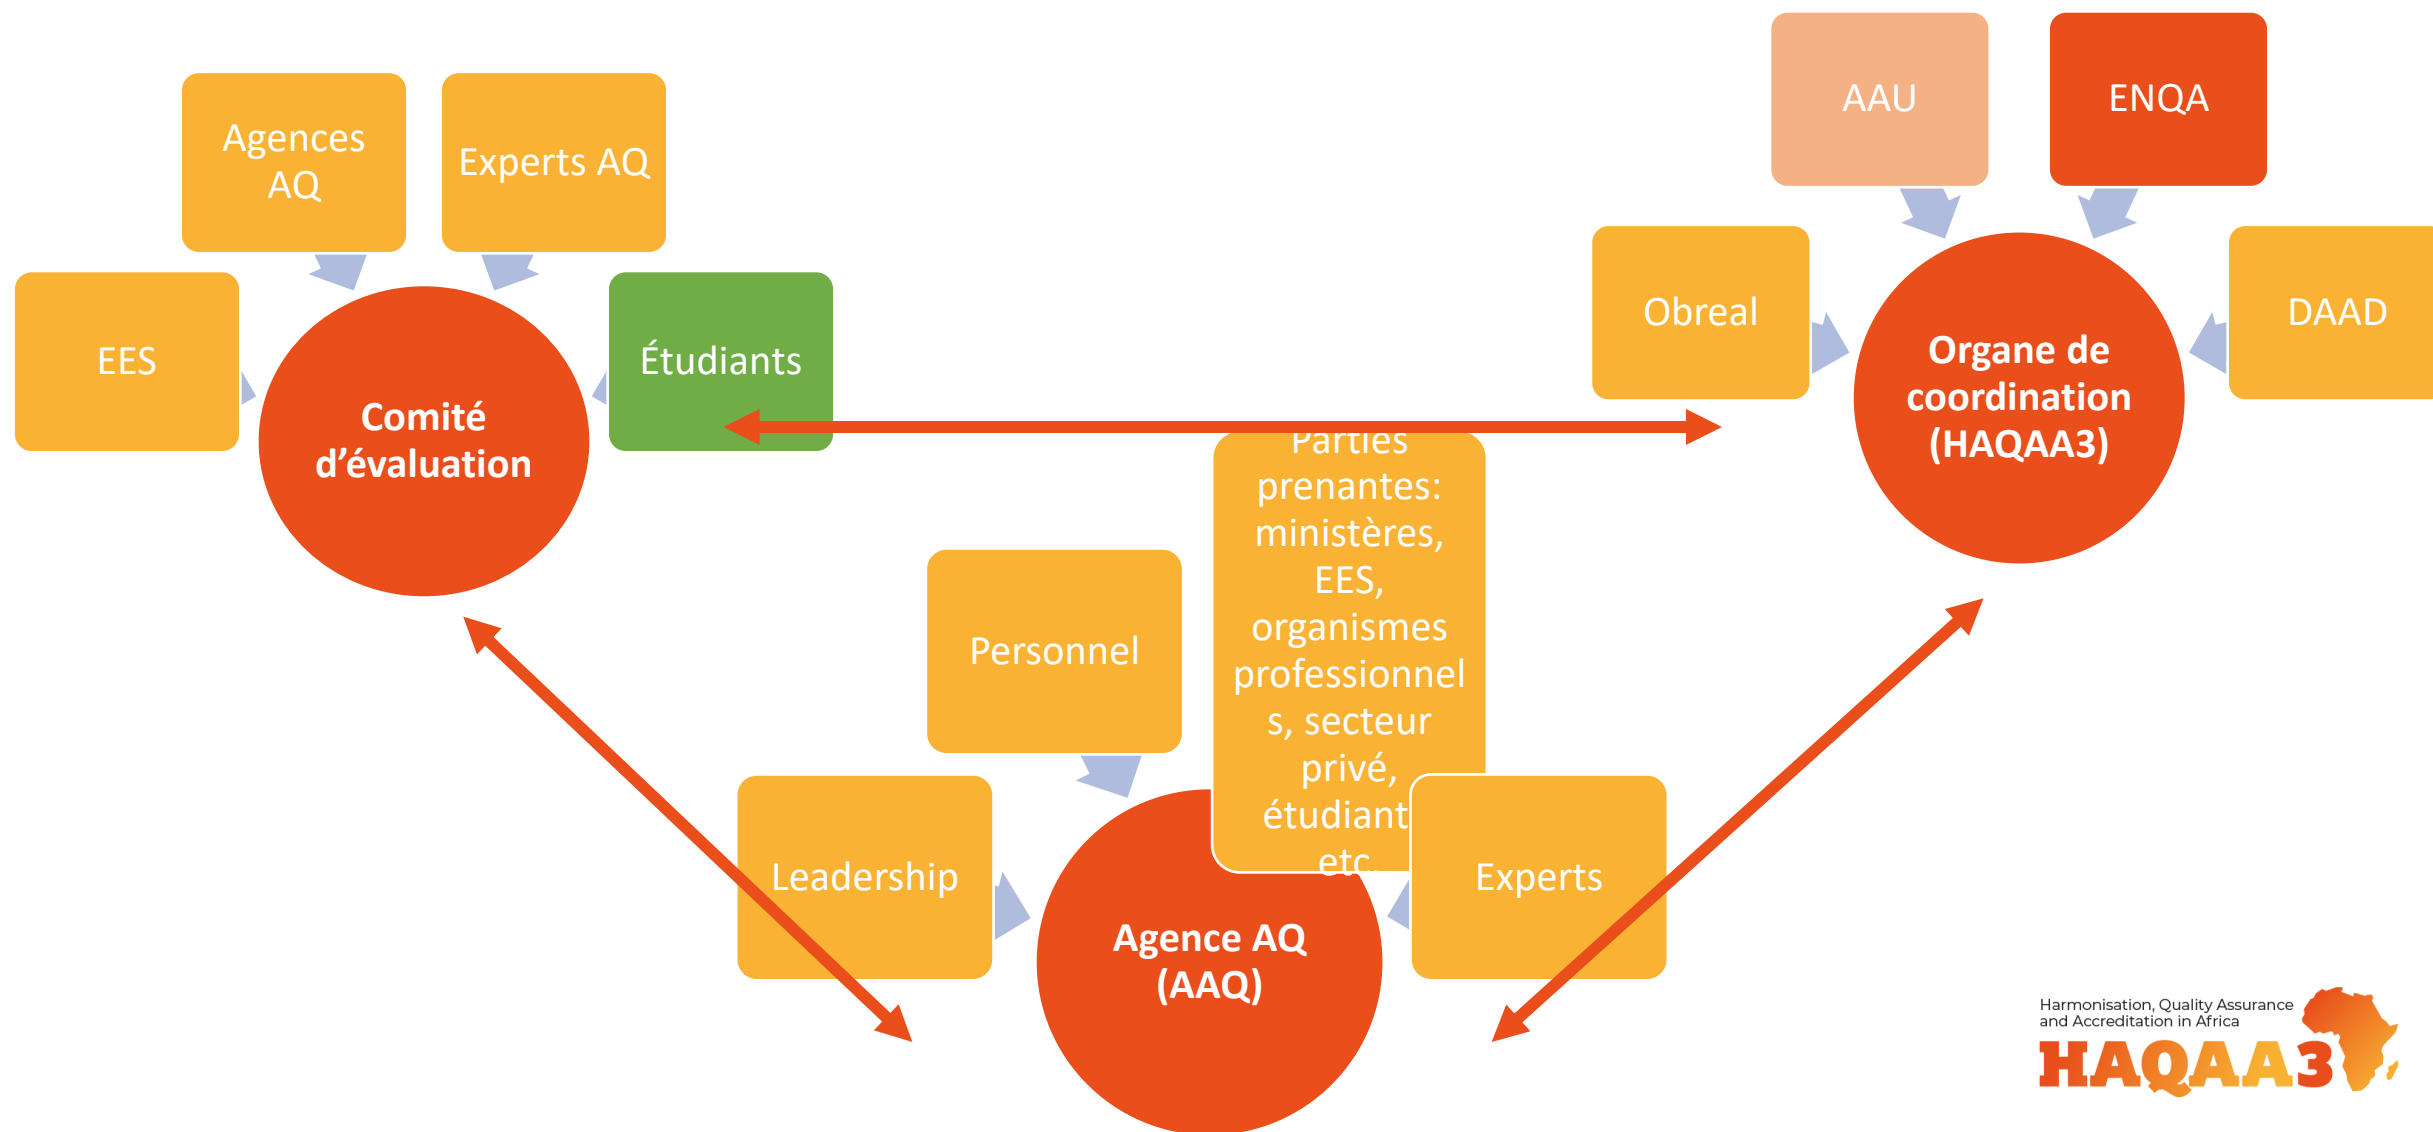 Agences
AQ
Experts AQ
EES
Étudiants
Comité
d’évaluation
AAU
ENQA
Obreal
DAAD
Organe de
coordination
(HAQAA3)
Parties
prenantes:
ministères,
EES,
organismes
professionnel
s, secteur
privé,
étudiant
etc.
Personnel
Leadership
Experts
Agence AQ
(AAQ)
Harmonisation, Quality Assurance
and Accreditation in Africa
HAQAA3